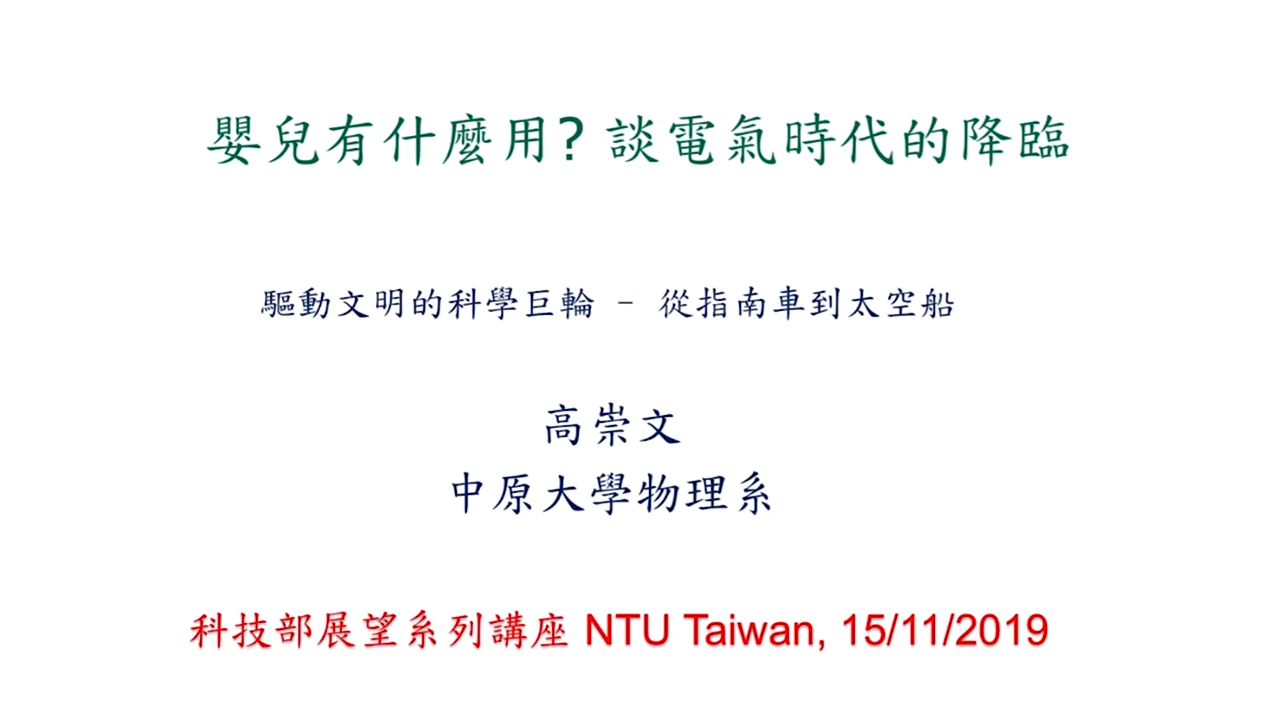 嬰兒有什麼用? 談電氣時代的降臨
驅動文明的科學巨輪 - 從指南車到太空船
高崇文
中原大學物理系
科技部展望系列講座 NTU Taiwan, 15/11/2019